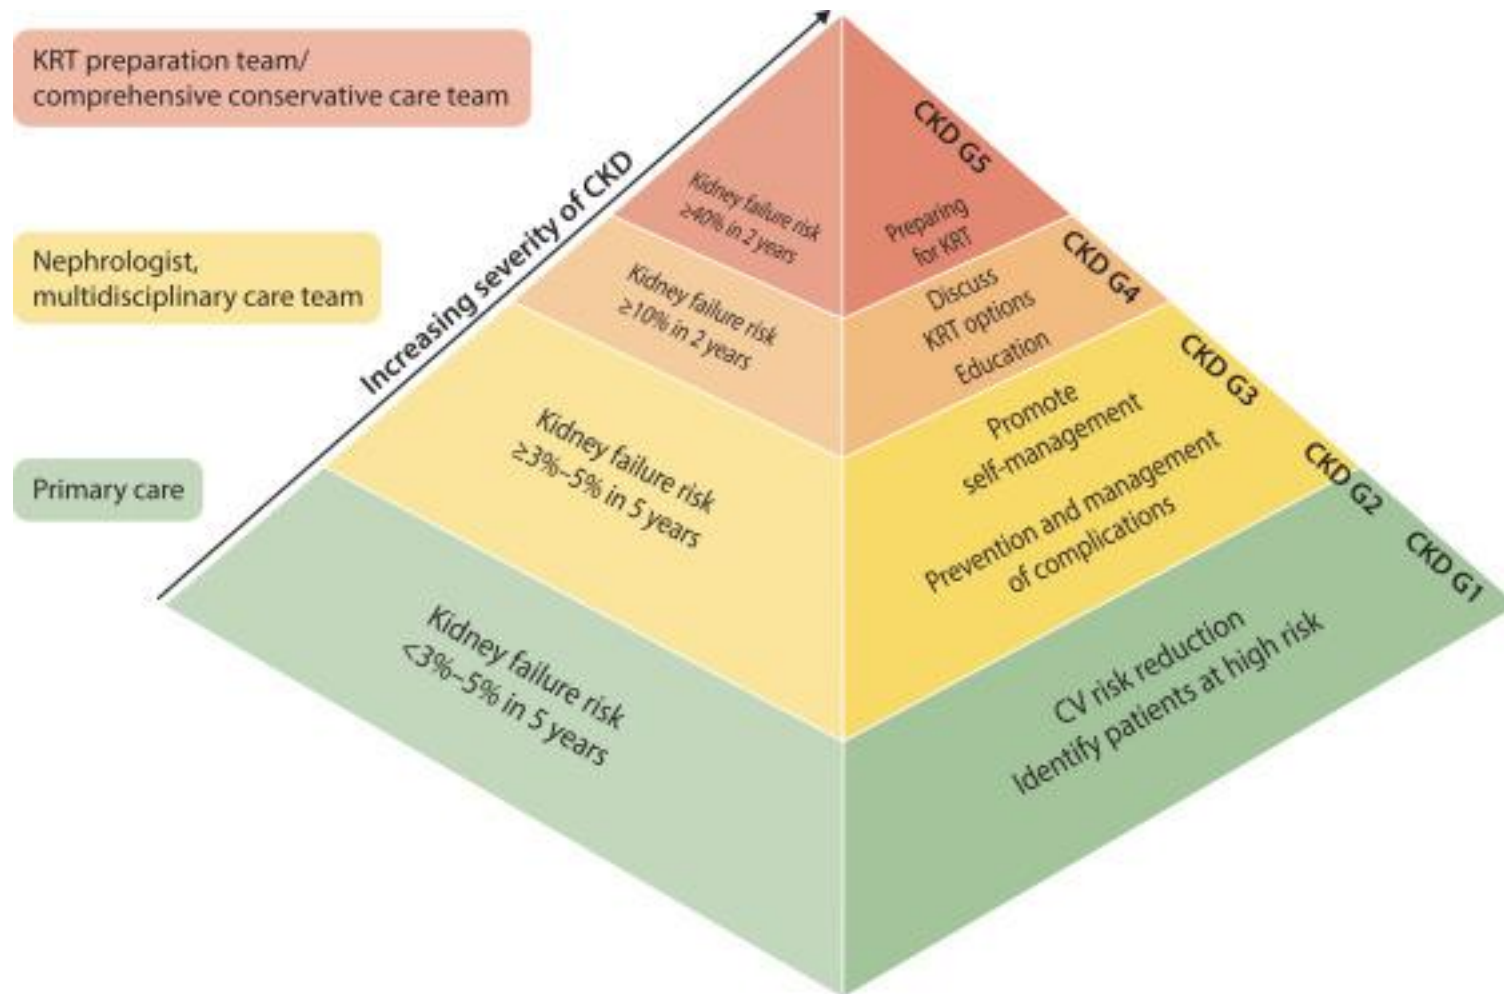 KRT preparation team/
comprehensive conservative care team
Nephrologist,
multidisciplinary care team
Primary care
Increasing severity of CKD
Kidney failure risk
≥40% in 2 years
Kidney failure risk
≥10% in 2 years
Kidney failure risk
≥3%–5% in 5 years
Kidney failure risk
<3%–5% in 5 years
Preparing
for KRT
Discuss
KRT options
Education
Promote
self-management
Prevention and management
of complications
CV risk reduction
Identify patients at high risk
CKD G5
CKD G4
CKD G3
CKD G2
CKD G1